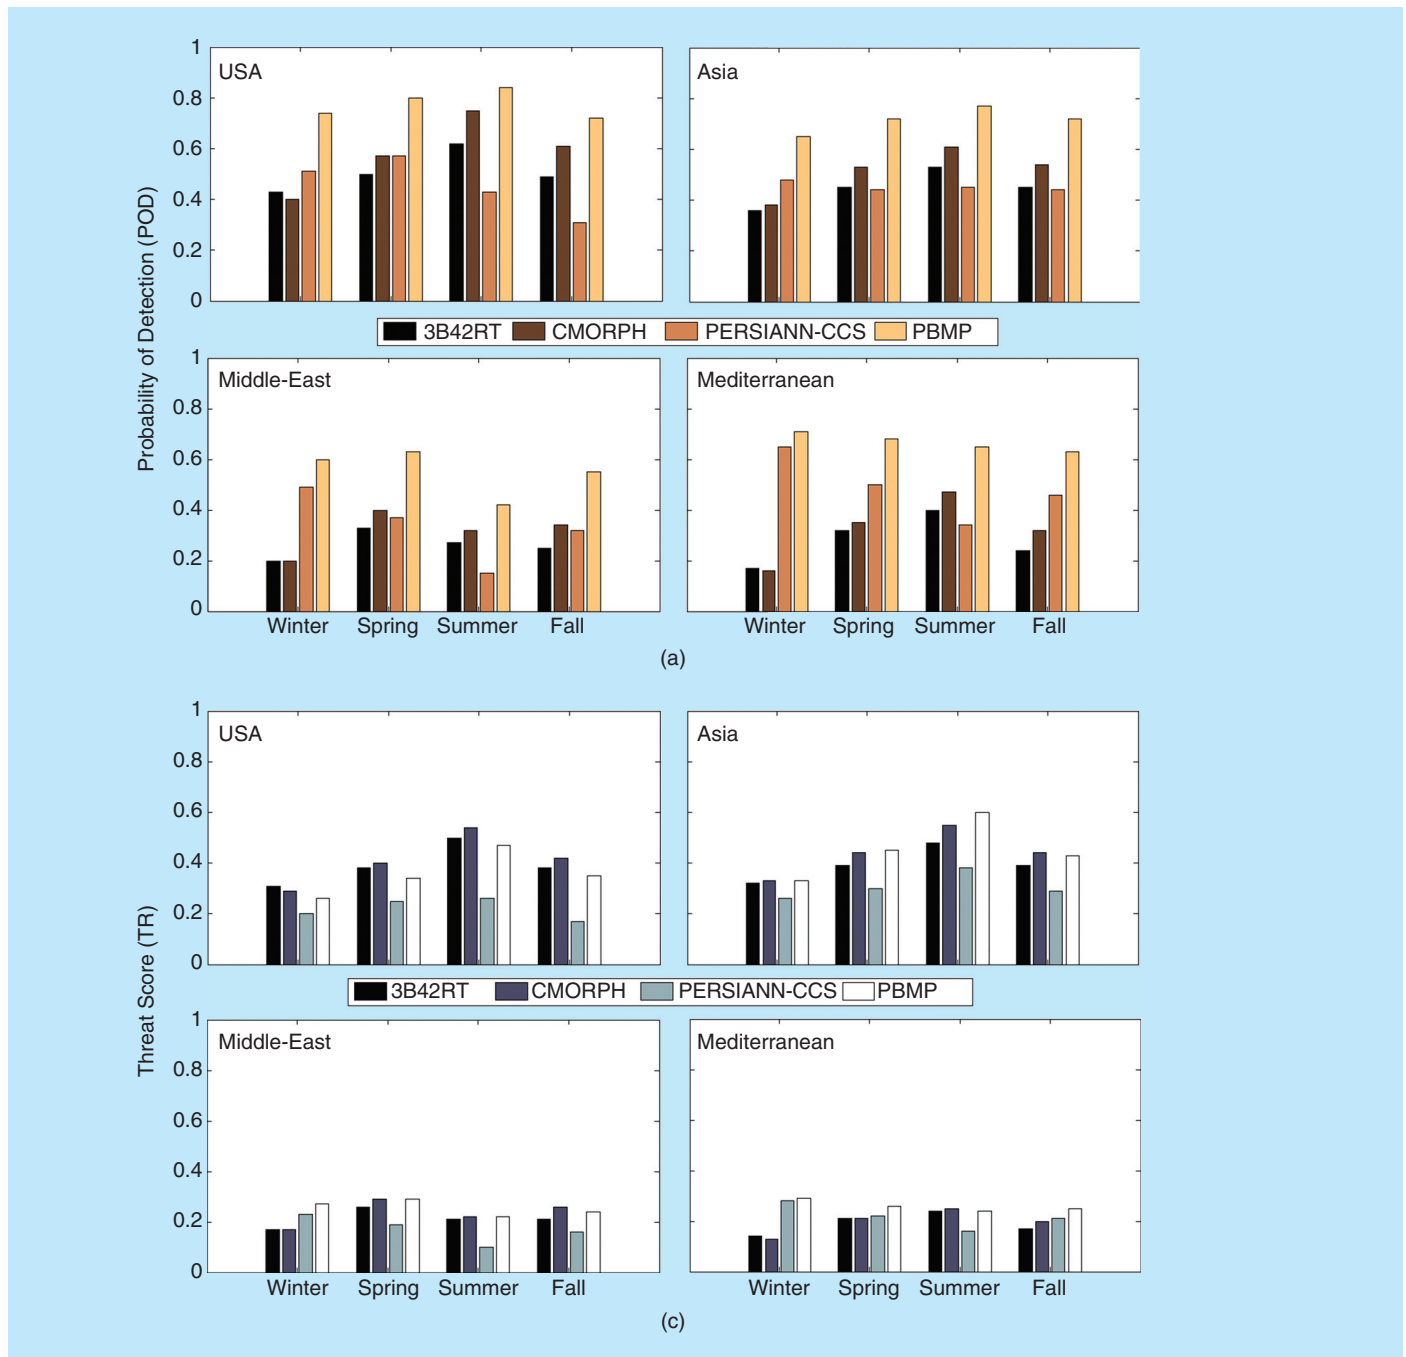 Probability of Detection (POD)
1
0.8
0.6
0.4
0.2
0
USA
Asia
3B42RT CMORPH PERSIANN-CCS PBMP
1
0.8
0.6
0.4
0.2
0
Middle-East
Mediterranean
Winter Spring Summer Fall
Winter Spring Summer Fall
(a)
Threat Score (TR)
1
0.8
0.6
0.4
0.2
0
USA
Asia
3B42RT CMORPH PERSIANN-CCS PBMP
1
0.8
0.6
0.4
0.2
0
Middle-East
Mediterranean
Winter Spring Summer Fall
Winter Spring Summer Fall
(c)